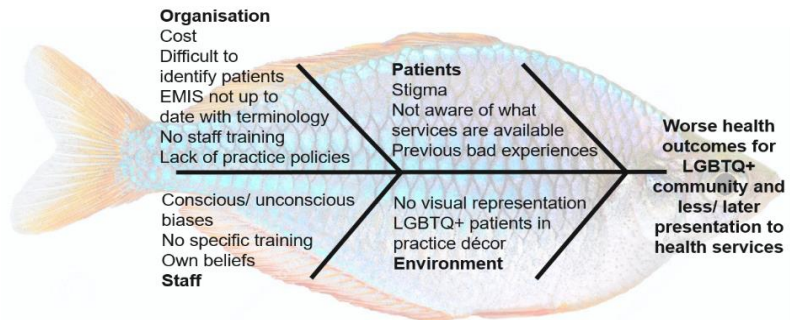 Organisation
Cost
Difficult to
identify patients
EMIS not up to
date with terminology
No staff training
Lack of practice policies
Patients
Stigma
Not aware of what
services are available
Previous bad experiences
Conscious/ unconscious
biases
No specific training
Own beliefs
Staff
No visual representation
LGBTQ+ patients in
practice décor
Environment
Worse health
outcomes for
LGBTQ+
community and
less/ later
presentation to
health services